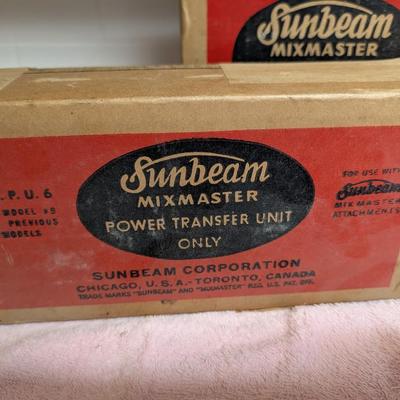 Sunbeam
MIXMASTER
P. U. 6
MODEL #9
PREVIOUS
MODELS
Sunbeam
MIXMASTER
POWER TRANSFER UNIT
ONLY
FOR USE WITH
Sunbeam
MIXMASTER
ATTACHMENTS
SUNBEAM CORPORATION
CHICAGO, U.S.A.-TORONTO, CANADA
TRADE MARKS "SUNBEAM" AND "MIXMASTER" REG. U.S. PAT. OFF.